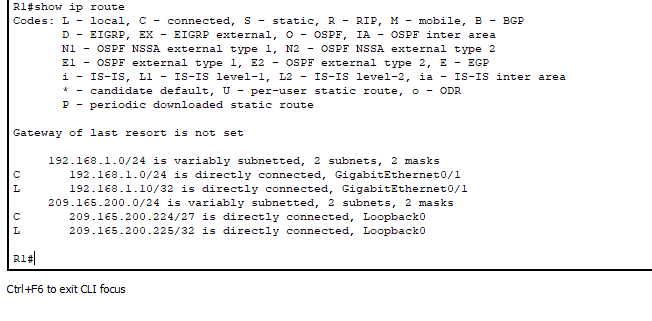 R1#show ip route
Codes: L - local, C - connected, S - static, R - RIP, M - mobile, B - BGP
D - EIGRP, EX - EIGRP external, O - OSPF, IA - OSPF inter area
N1 - OSPF NSSA external type 1, N2 - OSPF NSSA external type 2
E1 - OSPF external type 1, E2 - OSPF external type 2, E - EGP
i - IS-IS, L1 - IS-IS level-1, L2 - IS-IS level-2, ia - IS-IS inter area
* - candidate default, U - per-user static route, o - ODR
P - periodic downloaded static route
Gateway of last resort is not set
192.168.1.0/24 is variably subnetted, 2 subnets, 2 masks
C 192.168.1.0/24 is directly connected, GigabitEthernet0/1
L 192.168.1.10/32 is directly connected, GigabitEthernet0/1
209.165.200.0/24 is variably subnetted, 2 subnets, 2 masks
C 209.165.200.224/27 is directly connected, Loopback0
L 209.165.200.225/32 is directly connected, Loopback0
R1#
Ctrl+F6 to exit CLI focus